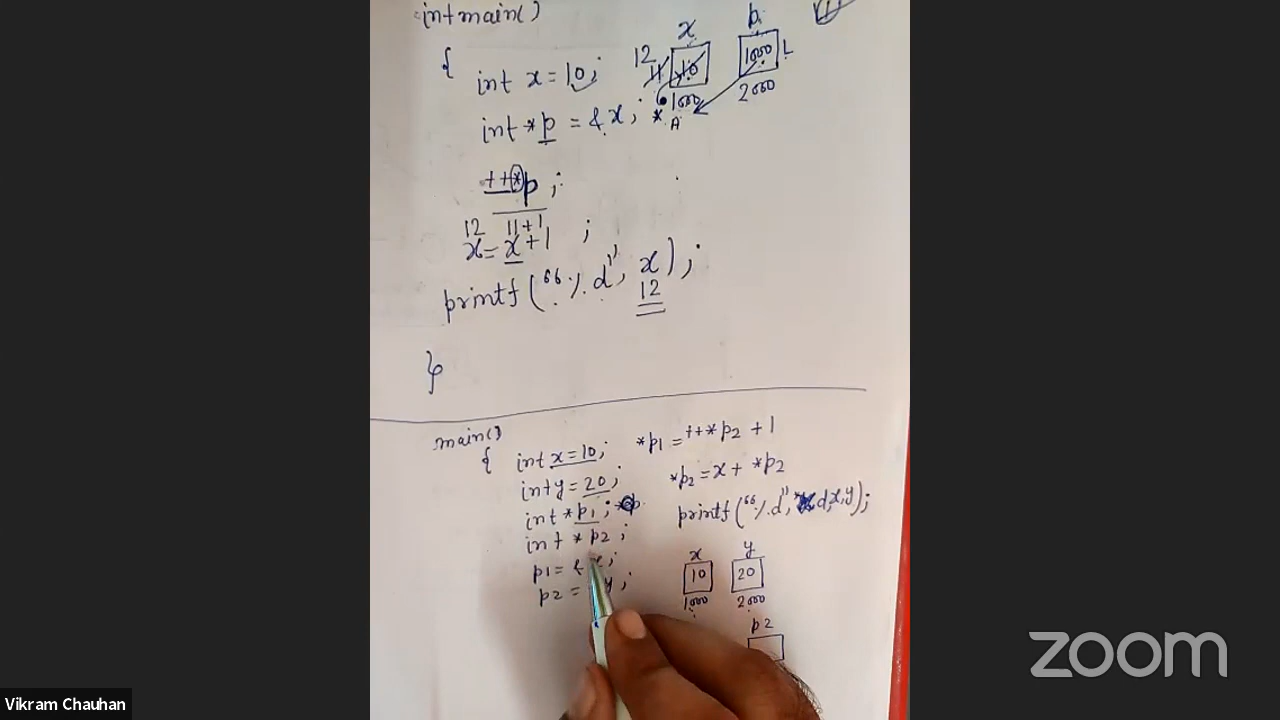 int main()
{
int x = 10;
int *p = &x;
++*p ;
12 11+1
x = x+1 ;
printf("%d", x);
12
}
x
12 11 10
1000
A
p
1000 L
2000
main()
{ int x=10;
int y=20;
int *p1;
int *p2;
p1 = &
p2 = y;
*p1 = ++*p2 + 1
*p2 = x + *p2
printf("%d", d, x, y);
x y
10 20
1000 2000
p2
zoom
Vikram Chauhan